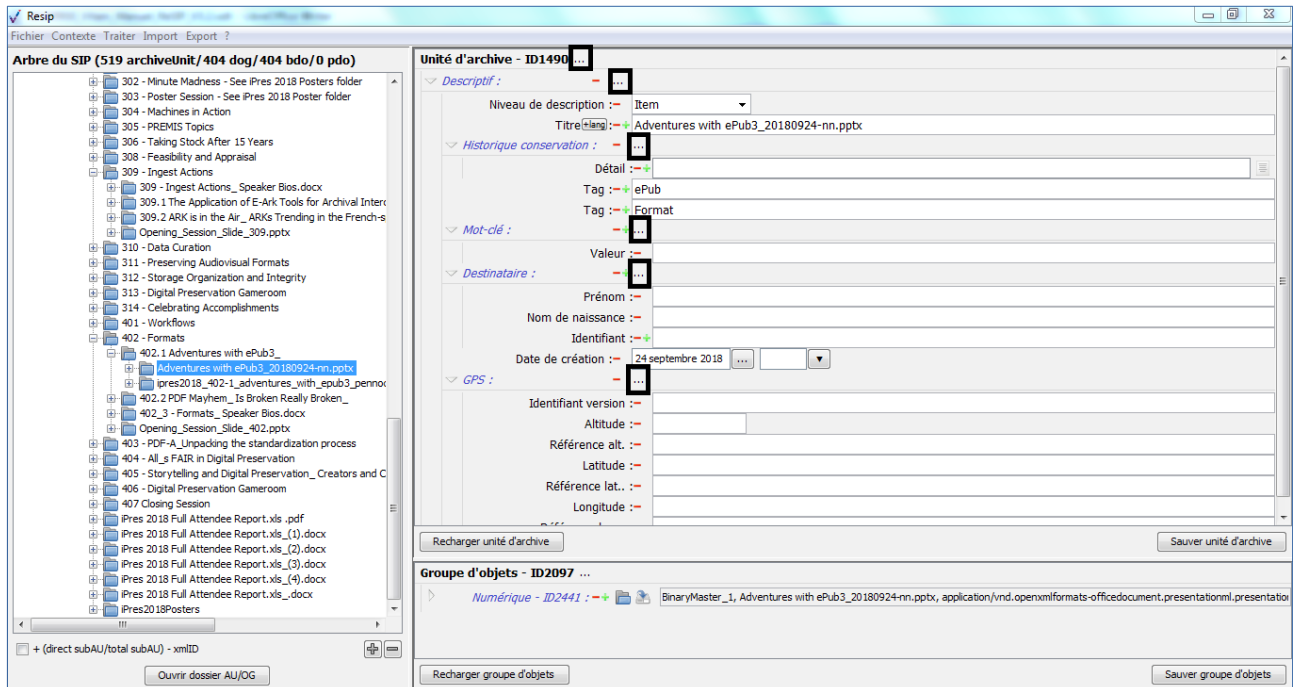 Resip
Fichier Contexte Traiter Import Export ?
Arbre du SIP (519 archiveUnit/404 dog/404 bdo/0 pdo)
302 - Minute Madness - See iPres 2018 Posters folder
303 - Poster Session - See iPres 2018 Poster folder
304 - Machines in Action
305 - PREMIS Topics
306 - Taking Stock After 15 Years
308 - Feasibility and Appraisal
309 - Ingest Actions
309 - Ingest Actions_ Speaker Bios.docx
309.1 The Application of E-Ark Tools for Archival Interc
309.2 ARK is in the Air_ ARKs Trending in the French-s
Opening_Session_Slide_309.pptx
310 - Data Curation
311 - Preserving Audiovisual Formats
312 - Storage Organization and Integrity
313 - Digital Preservation Gameroom
314 - Celebrating Accomplishments
401 - Workflows
402 - Formats
402.1 Adventures with ePub3_
Adventures with ePub3_20180924-nn.pptx
ipres2018_402-1_adventures_with_epub3_pennoc
402.2 PDF Mayhem_ Is Broken Really Broken_
402_3 - Formats_ Speaker Bios.docx
Opening_Session_Slide_402.pptx
403 - PDF-A_Unpacking the standardization process
404 - All_s FAIR in Digital Preservation
405 - Storytelling and Digital Preservation_ Creators and C
406 - Digital Preservation Gameroom
407 Closing Session
iPres 2018 Full Attendee Report.xls .pdf
iPres 2018 Full Attendee Report.xls_(1).docx
iPres 2018 Full Attendee Report.xls_(2).docx
iPres 2018 Full Attendee Report.xls_(3).docx
iPres 2018 Full Attendee Report.xls_(4).docx
iPres 2018 Full Attendee Report.xls_.docx
iPres2018Posters
+ (direct subAU/total subAU) - xmlID
Ouvrir dossier AU/OG
Unité d'archive - ID1490 ...
Descriptif : - ...
Niveau de description :- Item
Titre +lang :-+ Adventures with ePub3_20180924-nn.pptx
Historique conservation : - ...
Détail :-+
Tag :-+ ePub
Tag :-+ Format
Mot-clé : -+ ...
Valeur :-
Destinataire : -+ ...
Prénom :-
Nom de naissance :-
Identifiant :-+
Date de création :- 24 septembre 2018 ...
GPS : - ...
Identifiant version :-
Altitude :-
Référence alt. :-
Latitude :-
Référence lat.. :-
Longitude :-
Recharger unité d'archive Sauver unité d'archive
Groupe d'objets - ID2097 ...
Numérique - ID2441 : -+ BinaryMaster_1, Adventures with ePub3_20180924-nn.pptx, application/vnd.openxmlformats-officedocument.presentationml.presentation
Recharger groupe d'objets Sauver groupe d'objets